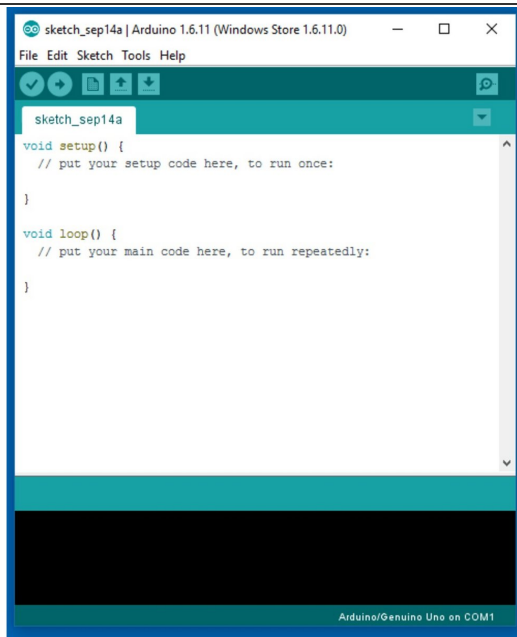 sketch_sep14a | Arduino 1.6.11 (Windows Store 1.6.11.0)
File Edit Sketch Tools Help
sketch_sep14a
void setup() {
  // put your setup code here, to run once:
}
void loop() {
  // put your main code here, to run repeatedly:
}
Arduino/Genuino Uno on COM1